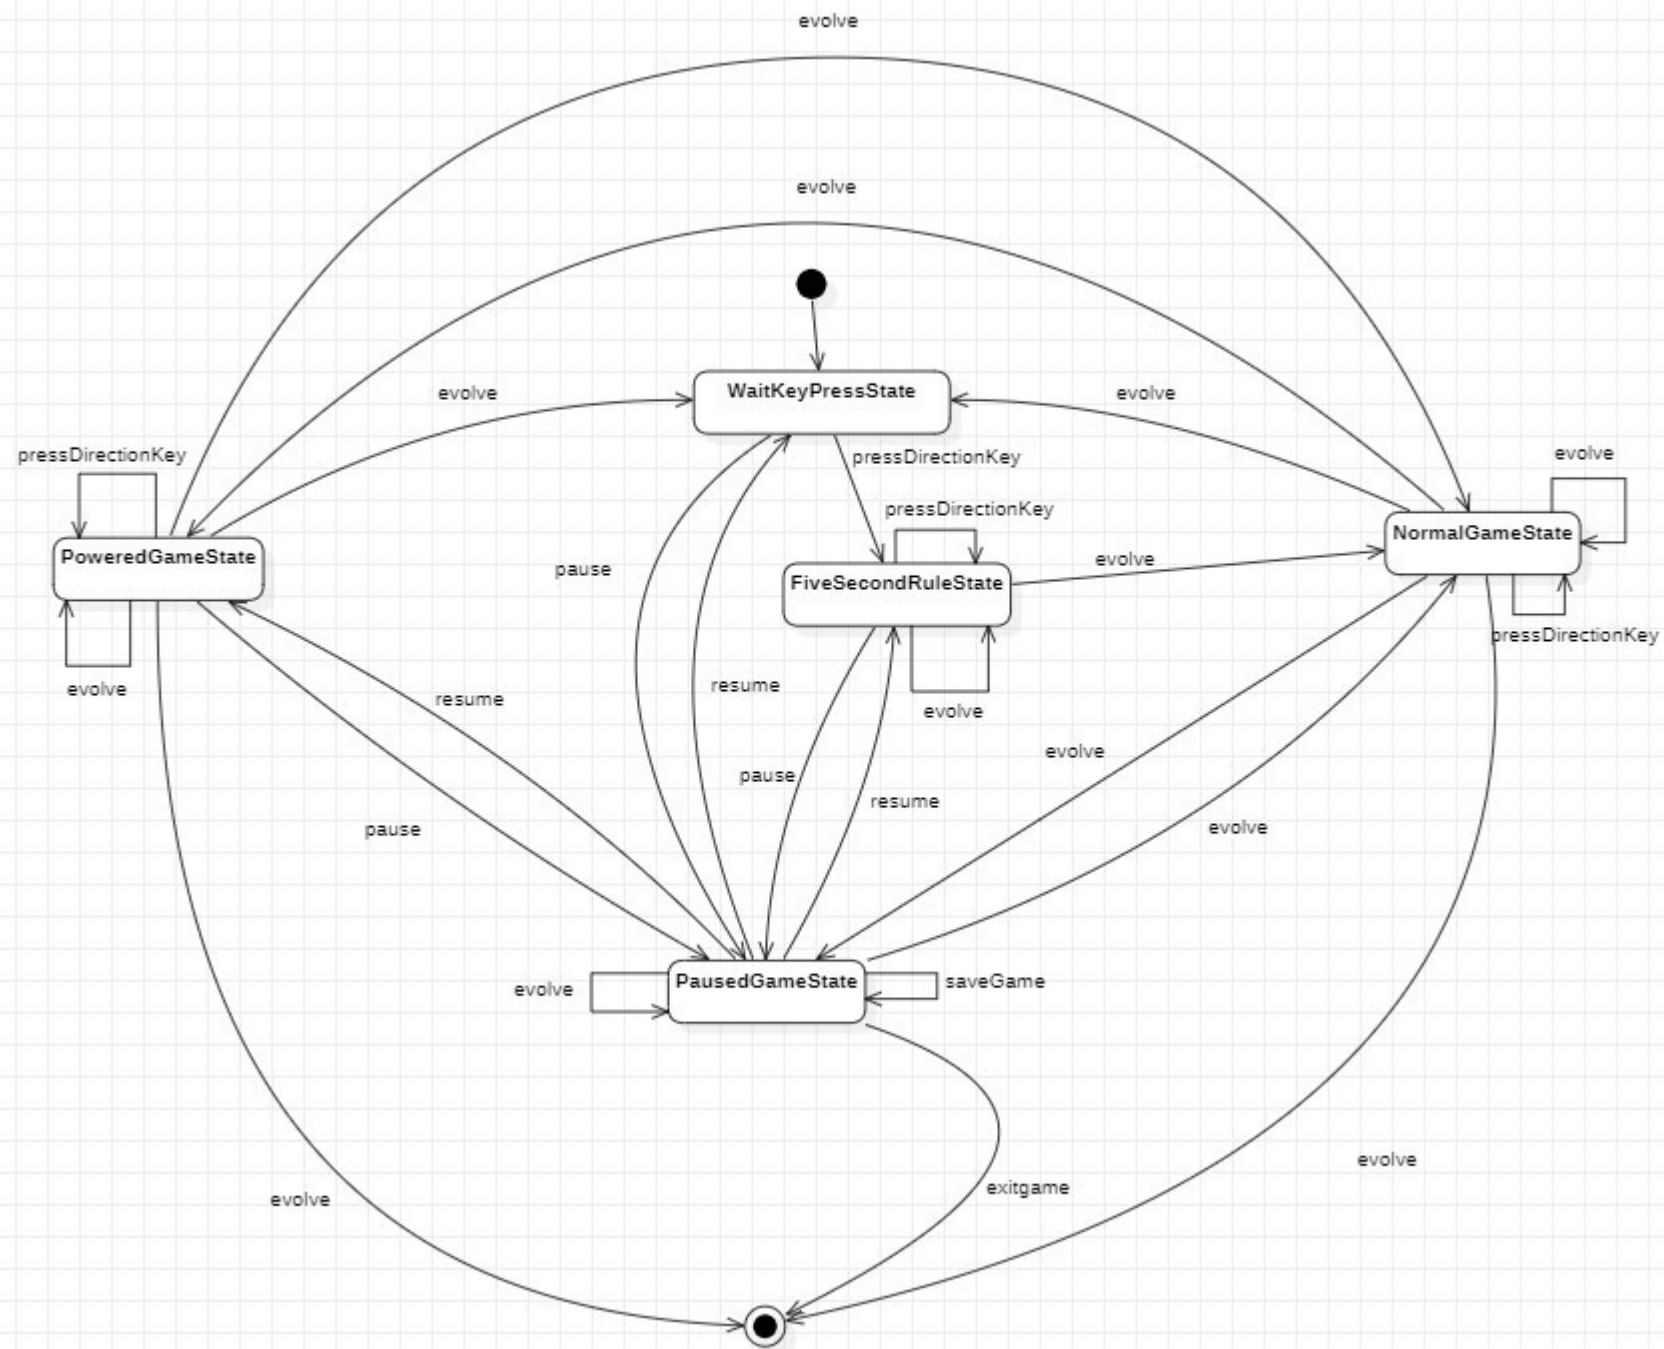 evolve
evolve
WaitKeyPressState
evolve
evolve
pressDirectionKey
pressDirectionKey
evolve
pressDirectionKey
NormalGameState
PoweredGameState
evolve
pause
FiveSecondRuleState
pressDirectionKey
evolve
resume
resume
evolve
evolve
pause
resume
pause
evolve
evolve
PausedGameState
saveGame
evolve
exitgame
evolve